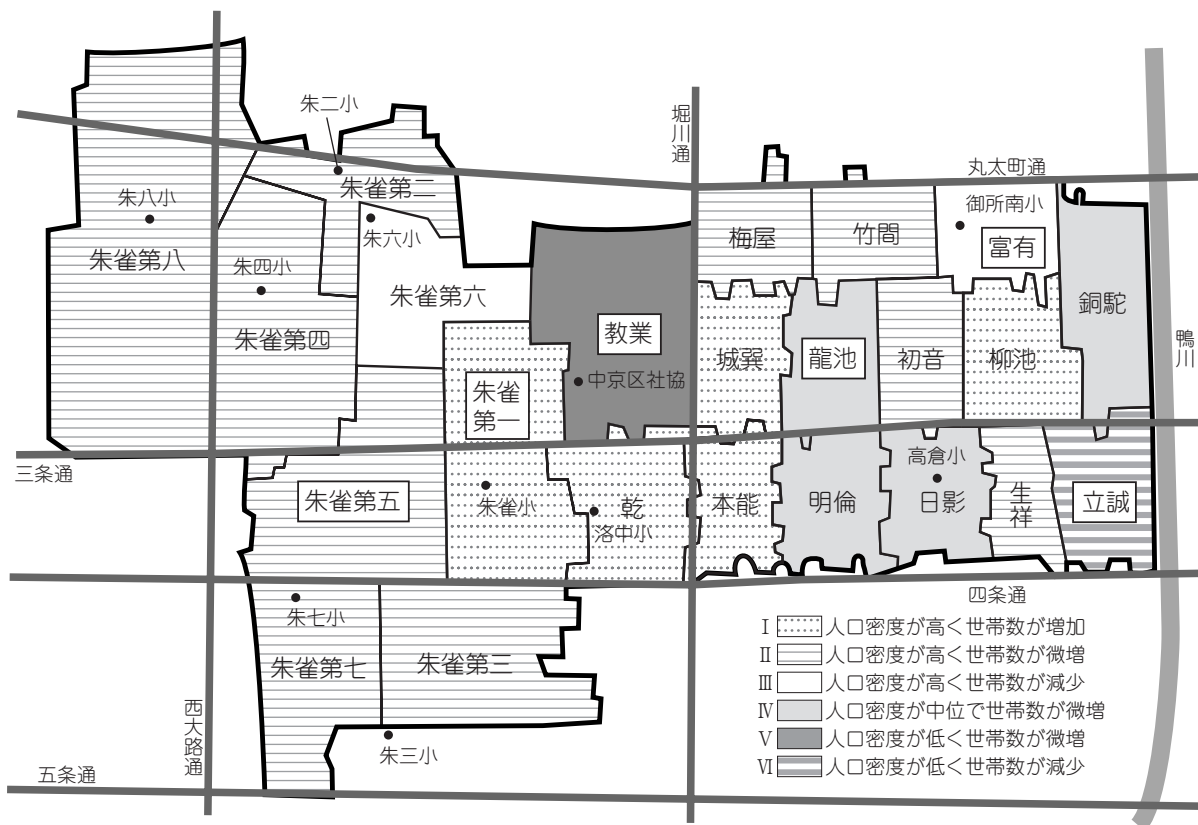 朱二小
堀川通
丸太町通
朱雀第二
御所南小
朱八小
朱六小
梅屋
竹間
富有
朱雀第八
朱四小
朱雀第六
銅駝
教業
鴨川
朱雀第四
城巽
龍池
初音
柳池
朱雀
第一
中京区社協
三条通
高倉小
朱雀第五
朱雀小
乾
洛中小
本能
明倫
日影
生祥
立誠
四条通
朱七小
朱雀第七
朱雀第三
西大路通
朱三小
五条通
Ⅰ 人口密度が高く世帯数が増加
Ⅱ 人口密度が高く世帯数が微増
Ⅲ 人口密度が高く世帯数が減少
Ⅳ 人口密度が中位で世帯数が微増
Ⅴ 人口密度が低く世帯数が微増
Ⅵ 人口密度が低く世帯数が減少